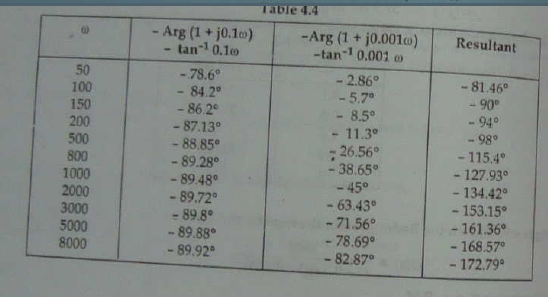 Table 4.4
ω - Arg (1 + j0.1ω) - tan⁻¹ 0.1ω -Arg (1 + j0.001ω) -tan⁻¹ 0.001 ω Resultant
50 - 78.6° - 2.86° - 81.46°
100 - 84.2° - 5.7° - 90°
150 - 86.2° - 8.5° - 94°
200 - 87.13° - 11.3° - 98°
500 - 88.85° - 26.56° - 115.4°
800 - 89.28° - 38.65° - 127.93°
1000 - 89.48° - 45° - 134.42°
2000 - 89.72° - 63.43° - 153.15°
3000 - 89.8° - 71.56° - 161.36°
5000 - 89.88° - 78.69° - 168.57°
8000 - 89.92° - 82.87° - 172.79°